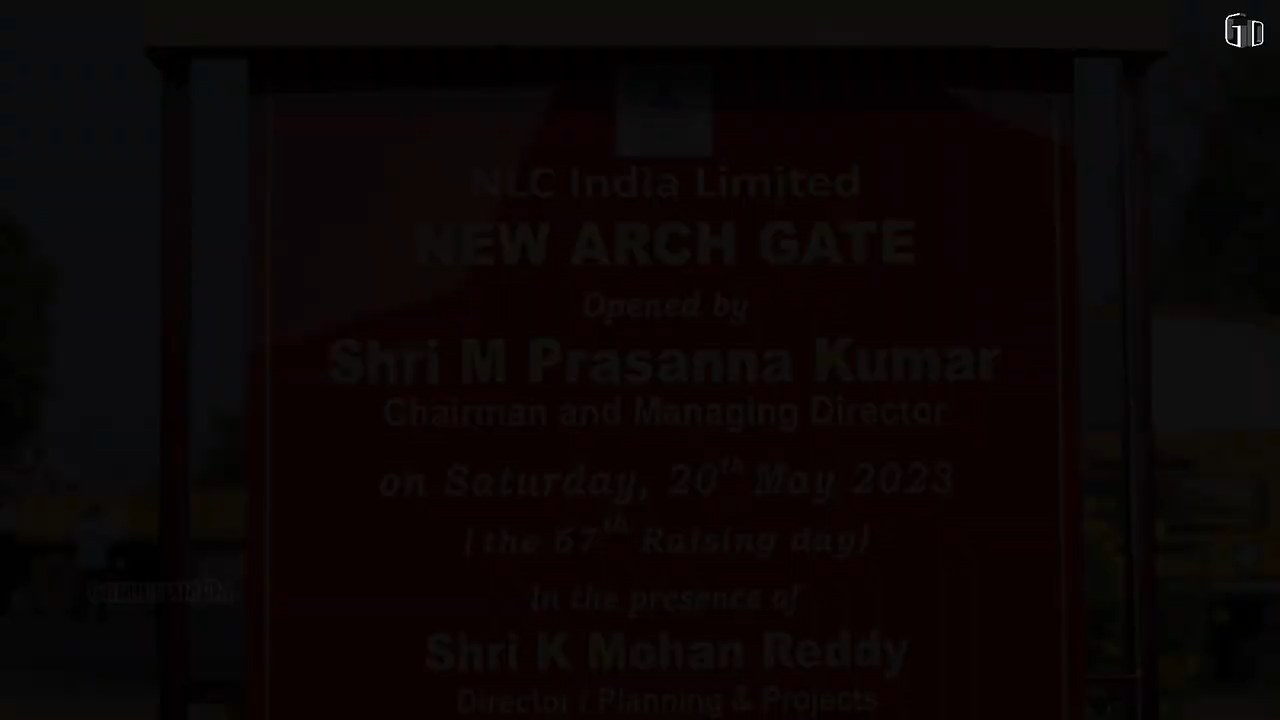 NLC India Limited
NEW ARCH GATE
Opened by
Shri M Prasanna Kumar
Chairman and Managing Director
on Saturday, 20th May 2023
(the 67th Raising day)
In the presence of
Shri K Mohan Reddy
Director / Planning & Projects